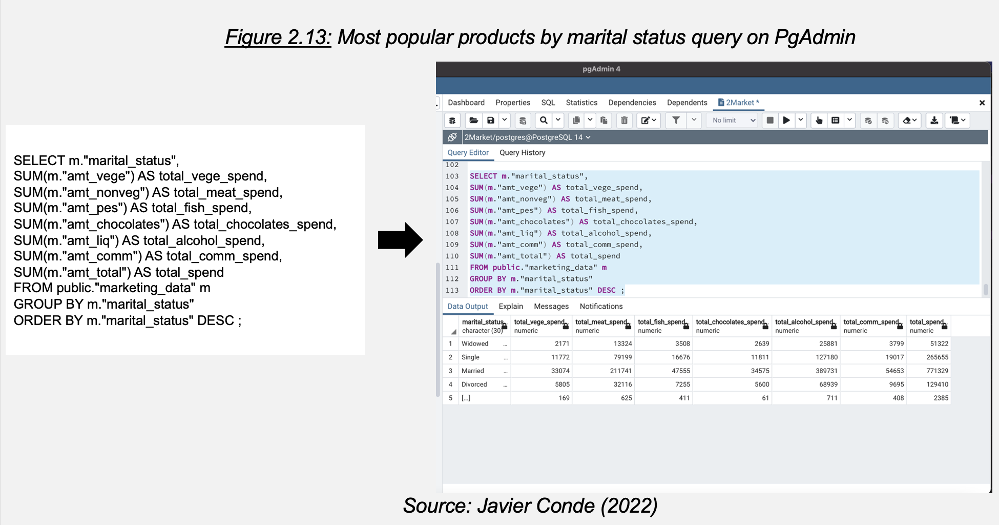 Figure 2.13: Most popular products by marital status query on PgAdmin
SELECT m."marital_status",
SUM(m."amt_vege") AS total_vege_spend,
SUM(m."amt_nonveg") AS total_meat_spend,
SUM(m."amt_pes") AS total_fish_spend,
SUM(m."amt_chocolates") AS total_chocolates_spend,
SUM(m."amt_liq") AS total_alcohol_spend,
SUM(m."amt_comm") AS total_comm_spend,
SUM(m."amt_total") AS total_spend
FROM public."marketing_data" m
GROUP BY m."marital_status"
ORDER BY m."marital_status" DESC ;
pgAdmin 4
Dashboard Properties SQL Statistics Dependencies Dependents 2Market *
No limit
2Market/postgres@PostgreSQL 14
Query Editor Query History
102
103 SELECT m."marital_status",
104 SUM(m."amt_vege") AS total_vege_spend,
105 SUM(m."amt_nonveg") AS total_meat_spend,
106 SUM(m."amt_pes") AS total_fish_spend,
107 SUM(m."amt_chocolates") AS total_chocolates_spend,
108 SUM(m."amt_liq") AS total_alcohol_spend,
109 SUM(m."amt_comm") AS total_comm_spend,
110 SUM(m."amt_total") AS total_spend
111 FROM public."marketing_data" m
112 GROUP BY m."marital_status"
113 ORDER BY m."marital_status" DESC ;
Data Output Explain Messages Notifications
marital_status total_vege_spend total_meat_spend total_fish_spend total_chocolates_spend total_alcohol_spend total_comm_spend total_spend
character (30) numeric numeric numeric numeric numeric numeric numeric
1 Widowed ... 2171 13324 3508 2639 25881 3799 51322
2 Single ... 11772 79199 16676 11811 127180 19017 265655
3 Married ... 33074 211741 47555 34575 389731 54653 771329
4 Divorced ... 5805 32116 7255 5600 68939 9695 129410
5 [...] 169 625 411 61 711 408 2385
Source: Javier Conde (2022)